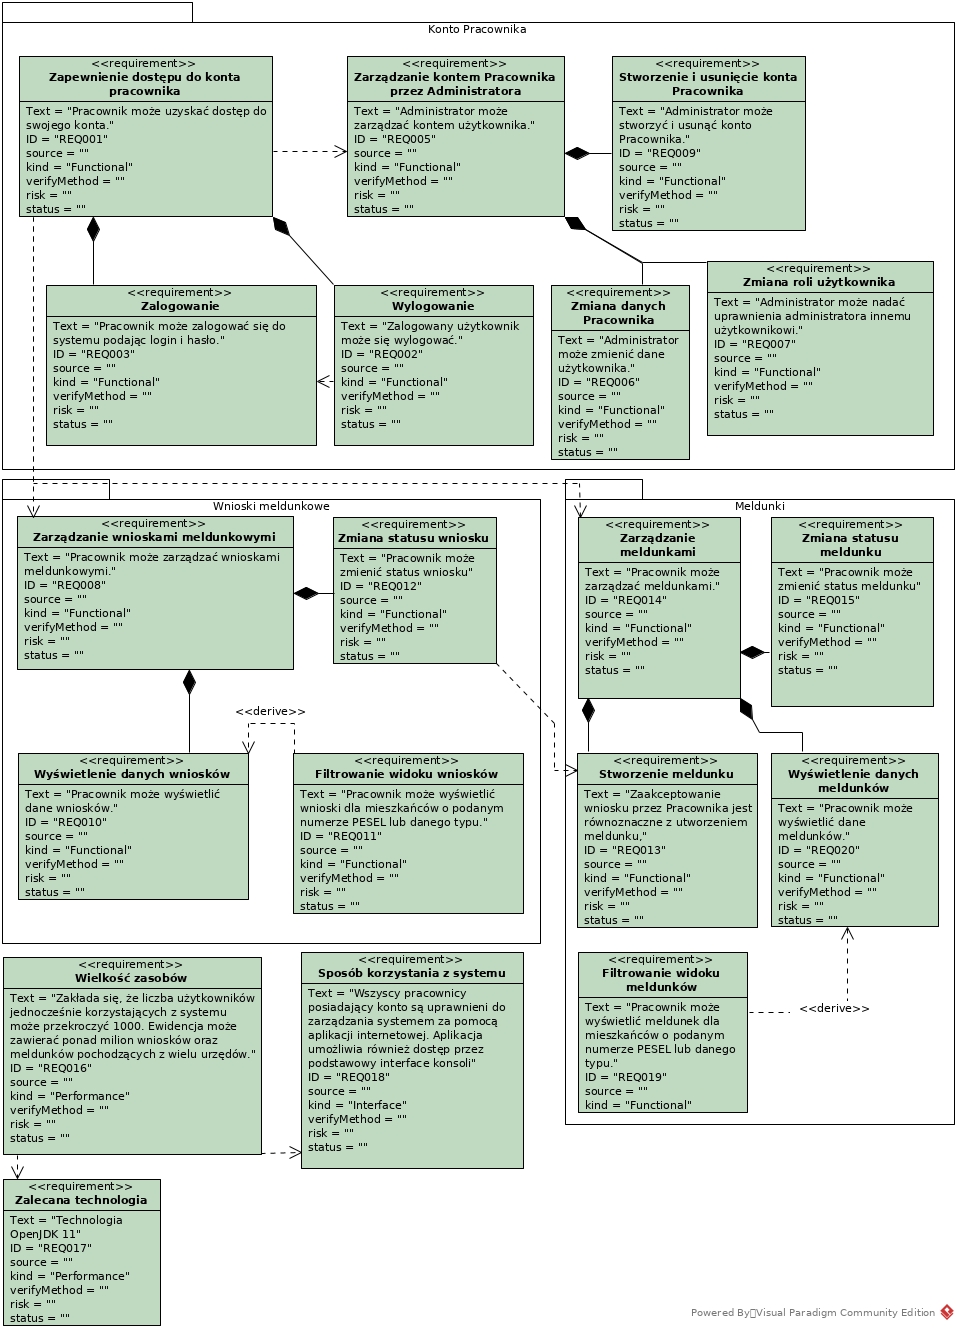 Konto Pracownika
<<requirement>>
Zapewnienie dostępu do konta
pracownika
Text = "Pracownik może uzyskać dostęp do
swojego konta."
ID = "REQ001"
source = ""
kind = "Functional"
verifyMethod = ""
risk = ""
status = ""
<<requirement>>
Zarządzanie kontem Pracownika
przez Administratora
Text = "Administrator może
zarządzać kontem użytkownika."
ID = "REQ005"
source = ""
kind = "Functional"
verifyMethod = ""
risk = ""
status = ""
<<requirement>>
Stworzenie i usunięcie konta
Pracownika
Text = "Administrator może
stworzyć i usunąć konto
Pracownika."
ID = "REQ009"
source = ""
kind = "Functional"
verifyMethod = ""
risk = ""
status = ""
<<requirement>>
Zalogowanie
Text = "Pracownik może zalogować się do
systemu podając login i hasło."
ID = "REQ003"
source = ""
kind = "Functional"
verifyMethod = ""
risk = ""
status = ""
<<requirement>>
Wylogowanie
Text = "Zalogowany użytkownik
może się wylogować."
ID = "REQ002"
source = ""
kind = "Functional"
verifyMethod = ""
risk = ""
status = ""
<<requirement>>
Zmiana danych
Pracownika
Text = "Administrator
może zmienić dane
użytkownika."
ID = "REQ006"
source = ""
kind = "Functional"
verifyMethod = ""
risk = ""
status = ""
<<requirement>>
Zmiana roli użytkownika
Text = "Administrator może nadać
uprawnienia administratora innemu
użytkownikowi."
ID = "REQ007"
source = ""
kind = "Functional"
verifyMethod = ""
risk = ""
status = ""
Wnioski meldunkowe
<<requirement>>
Zarządzanie wnioskami meldunkowymi
Text = "Pracownik może zarządzać wnioskami
meldunkowymi."
ID = "REQ008"
source = ""
kind = "Functional"
verifyMethod = ""
risk = ""
status = ""
<<requirement>>
Zmiana statusu wniosku
Text = "Pracownik może
zmienić status wniosku"
ID = "REQ012"
source = ""
kind = "Functional"
verifyMethod = ""
risk = ""
status = ""
<<derive>>
<<requirement>>
Wyświetlenie danych wniosków
Text = "Pracownik może wyświetlić
dane wniosków."
ID = "REQ010"
source = ""
kind = "Functional"
verifyMethod = ""
risk = ""
status = ""
<<requirement>>
Filtrowanie widoku wniosków
Text = "Pracownik może wyświetlić
wnioski dla mieszkańców o podanym
numerze PESEL lub danego typu."
ID = "REQ011"
source = ""
kind = "Functional"
verifyMethod = ""
risk = ""
status = ""
Meldunki
<<requirement>>
Zarządzanie
meldunkami
Text = "Pracownik może
zarządzać meldunkami."
ID = "REQ014"
source = ""
kind = "Functional"
verifyMethod = ""
risk = ""
status = ""
<<requirement>>
Zmiana statusu
meldunku
Text = "Pracownik może
zmienić status meldunku"
ID = "REQ015"
source = ""
kind = "Functional"
verifyMethod = ""
risk = ""
status = ""
<<requirement>>
Stworzenie meldunku
Text = "Zaakceptowanie
wniosku przez Pracownika jest
równoznaczne z utworzeniem
meldunku,"
ID = "REQ013"
source = ""
kind = "Functional"
verifyMethod = ""
risk = ""
status = ""
<<requirement>>
Wyświetlenie danych
meldunków
Text = "Pracownik może
wyświetlić dane
meldunków."
ID = "REQ020"
source = ""
kind = "Functional"
verifyMethod = ""
risk = ""
status = ""
<<requirement>>
Filtrowanie widoku
meldunków
Text = "Pracownik może
wyświetlić meldunek dla
mieszkańców o podanym
numerze PESEL lub danego
typu."
ID = "REQ019"
source = ""
kind = "Functional"
<<derive>>
<<requirement>>
Wielkość zasobów
Text = "Zakłada się, że liczba użytkowników
jednocześnie korzystających z systemu
może przekroczyć 1000. Ewidencja może
zawierać ponad milion wniosków oraz
meldunków pochodzących z wielu urzędów."
ID = "REQ016"
source = ""
kind = "Performance"
verifyMethod = ""
risk = ""
status = ""
<<requirement>>
Sposób korzystania z systemu
Text = "Wszyscy pracownicy
posiadający konto są uprawnieni do
zarządzania systemem za pomocą
aplikacji internetowej. Aplikacja
umożliwia również dostęp przez
podstawowy interface konsoli"
ID = "REQ018"
source = ""
kind = "Interface"
verifyMethod = ""
risk = ""
status = ""
<<requirement>>
Zalecana technologia
Text = "Technologia
OpenJDK 11"
ID = "REQ017"
source = ""
kind = "Performance"
verifyMethod = ""
risk = ""
status = ""
Powered By Visual Paradigm Community Edition